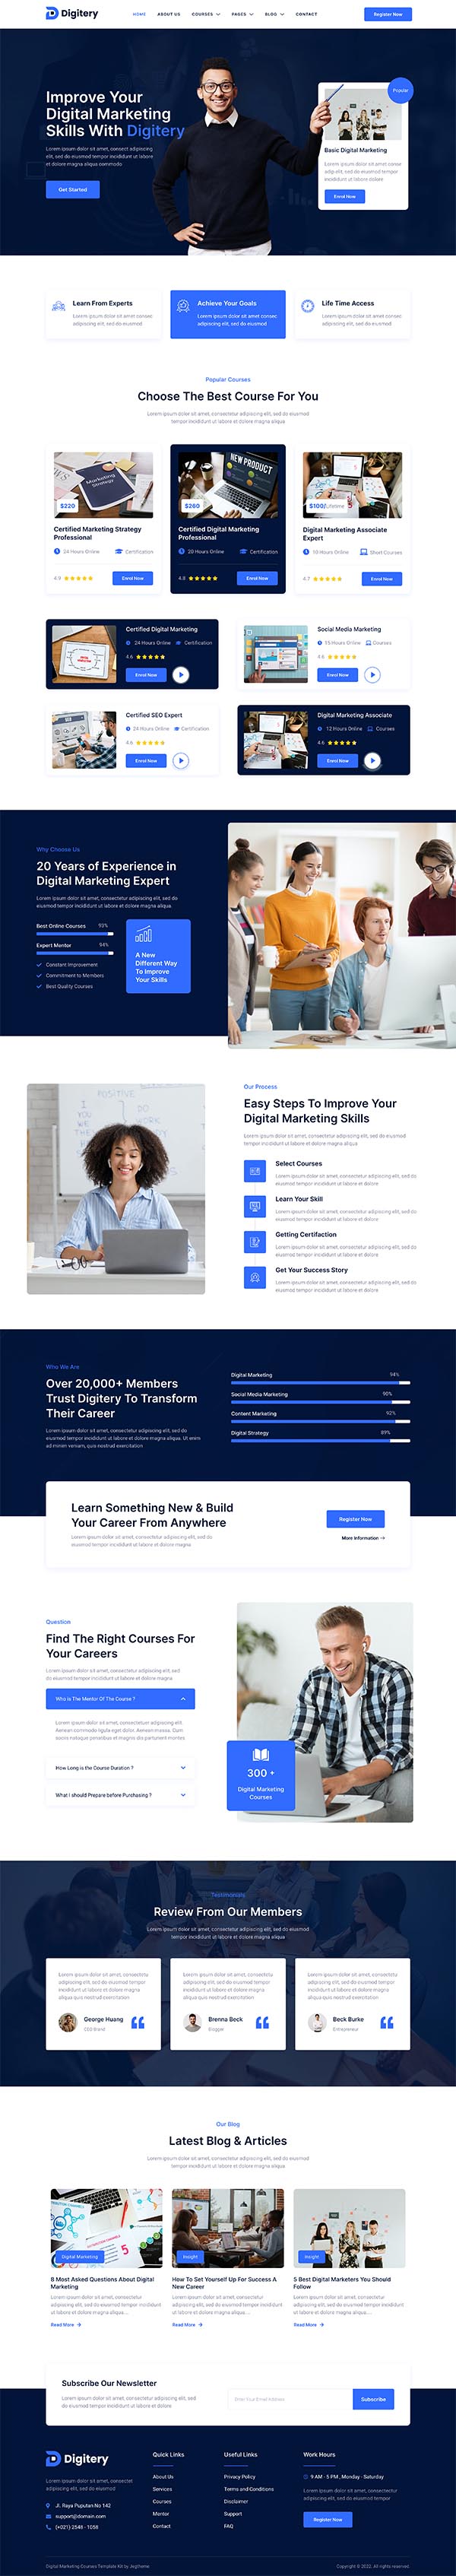 Digitery
HOME ABOUT US COURSES PAGES BLOG CONTACT
Register Now
Improve Your
Digital Marketing
Skills With Digitery
Lorem ipsum dolor sit amet, consect adipiscing
elit, sed do eiusmod tempor incididunt ut labore
et dolore magna aliqua commodo
Get Started
Popular
Basic Digital Marketing
Lorem ipsum dolor sit amet conse
adipiscing elit, sed do eiusmod
tempor incididunt
Enrol Now
Learn From Experts
Lorem ipsum dolor sit amet consec
adipiscing elit, sed do eiusmod
Achieve Your Goals
Lorem ipsum dolor sit amet consec
adipiscing elit, sed do eiusmod
Life Time Access
Lorem ipsum dolor sit amet consec
adipiscing elit, sed do eiusmod
Popular Courses
Choose The Best Course For You
Lorem ipsum dolor sit amet, consectetur adipiscing elit, sed do eiusmod
tempor incididunt ut labore et dolore magna aliqua
Marketing
Strategy
$220
Certified Marketing Strategy
Professional
24 Hours Online Certification
4.9
Enrol Now
NEW PRODUCT
$260
Certified Digital Marketing
Professional
20 Hours Online Certification
4.8
Enrol Now
$100/Lifetime
Digital Marketing Associate
Expert
10 Hours Online Short Courses
4.7
Enrol Now
Certified Digital Marketing
24 Hours Online Certification
4.6
Enrol Now
Social Media Marketing
15 Hours Online Courses
4.6
Enrol Now
Certified SEO Expert
24 Hours Online Certification
4.6
Enrol Now
Digital Marketing Associate
12 Hours Online Courses
4.6
Enrol Now
Why Choose Us
20 Years of Experience in
Digital Marketing Expert
Lorem ipsum dolor sit amet, consectetur adipiscing elit, sed do
eiusmod tempor incididunt ut labore et dolore magna aliqua.
Best Online Courses 93%
Expert Mentor 94%
Constant Improvement
Commitment to Members
Best Quality Courses
A New
Different Way
To Improve
Your Skills
POSITIVE
Our Process
Easy Steps To Improve Your
Digital Marketing Skills
Lorem ipsum dolor sit amet, consectetur adipiscing elit, sed do
eiusmod tempor incididunt ut labore et dolore magna aliqua
Select Courses
Lorem ipsum dolor sit amet, consectetur adipiscing elit, sed do
eiusmod tempor incididunt ut labore et dolore
Learn Your Skill
Lorem ipsum dolor sit amet, consectetur adipiscing elit, sed do
eiusmod tempor incididunt ut labore et dolore
Getting Certifaction
Lorem ipsum dolor sit amet, consectetur adipiscing elit, sed do
eiusmod tempor incididunt ut labore et dolore
Get Your Success Story
Lorem ipsum dolor sit amet, consectetur adipiscing elit, sed do
eiusmod tempor incididunt ut labore et dolore
Who We Are
Over 20,000+ Members
Trust Digitery To Transform
Their Career
Lorem ipsum dolor sit amet, consectetur adipiscing elit, sed do
eiusmod tempor incididunt ut labore et dolore magna aliqua. Ut enim
ad minim veniam, quis nostrud exercitation
Digital Marketing 94%
Social Media Marketing 90%
Content Marketing 92%
Digital Strategy 89%
Learn Something New & Build
Your Career From Anywhere
Lorem ipsum dolor sit amet, consectetur adipiscing elit, sed do
eiusmod tempor incididunt ut labore et dolore magna
Register Now
More Information
Question
Find The Right Courses For
Your Careers
Lorem ipsum dolor sit amet, consectetur adipiscing elit, sed
do eiusmod tempor incididunt ut labore et dolore magna
Who Is The Mentor Of The Course ?
Lorem ipsum dolor sit amet, consectetuer adipiscing elit
Aenean commodo ligula eget dolor. Aenean massa. Cum
sociis natoque penatibus et magnis dis parturient montes
How Long is the Course Duration ?
What I should Prepare before Purchasing ?
300 +
Digital Marketing
Courses
Testimonials
Review From Our Members
Lorem ipsum dolor sit amet, consectetur adipiscing elit, sed do eiusmod
tempor incididunt ut labore et dolore magna aliqua
Lorem ipsum dolor sit amet, consectetu
adipiscing elit, sed do eiusmod tempor
incididunt ut labore et dolore magna
aliqua quis nostrud exercitation
George Huang
CEO Brand
Lorem ipsum dolor sit amet, consectetu
adipiscing elit, sed do eiusmod tempor
incididunt ut labore et dolore magna
aliqua quis nostrud exercitation
Brenna Beck
Blogger
Lorem ipsum dolor sit amet, consectetu
adipiscing elit, sed do eiusmod tempor
incididunt ut labore et dolore magna
aliqua quis nostrud exercitation
Beck Burke
Entrepreneur
Our Blog
Latest Blog & Articles
Lorem ipsum dolor sit amet, consectetur adipiscing elit, sed do eiusmod
tempor incididunt ut labore et dolore magna aliqua
Digital Marketing
8 Most Asked Questions About Digital
Marketing
Lorem ipsum dolor sit amet, consectetur
adipiscing elit, sed do eiusmod tempor incididunt
ut labore et dolore magna aliqua ...
Read More
Insight
How To Set Yourself Up For Success A
New Career
Lorem ipsum dolor sit amet, consectetur
adipiscing elit, sed do eiusmod tempor incididunt
ut labore et dolore magna aliqua ...
Read More
Insight
5 Best Digital Marketers You Should
Follow
Lorem ipsum dolor sit amet, consectetur
adipiscing elit, sed do eiusmod tempor incididunt
ut labore et dolore magna aliqua ...
Read More
Subscribe Our Newsletter
Lorem ipsum dolor sit amet, consectetur adipiscing elit, sed
do eiusmod tempor incididunt ut labore et dolore
Enter Your Email Address
Subscribe
Digitery
Lorem ipsum dolor sit amet, consectet
adipiscing elit, sed do eiusmod
Jl. Raya Puputan No 142
support@domain.com
(+021) 2548 - 1058
Quick Links
About Us
Services
Courses
Mentor
Contact
Useful Links
Privacy Policy
Terms and Conditions
Disclaimer
Support
FAQ
Work Hours
9 AM - 5 PM , Monday - Saturday
Lorem ipsum dolor sit amet, consectetur
adipiscing elit, sed do eiusmod tempor
Register Now
Digital Marketing Courses Template Kit by Jegtheme
Copyright © 2022. All rights reserved.